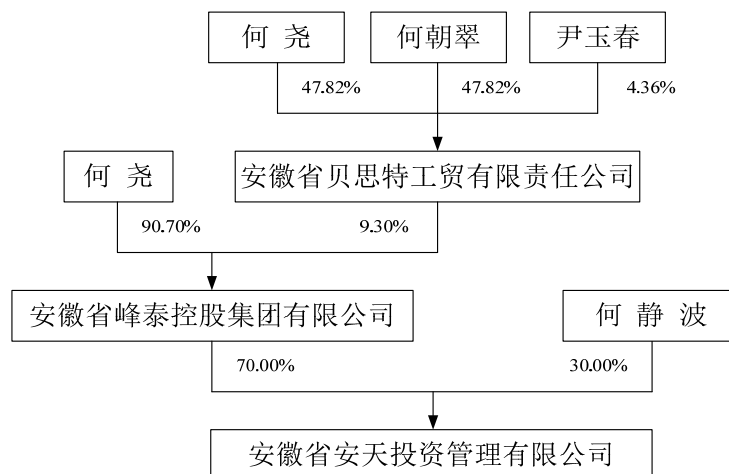 何 尧
何朝翠
尹玉春
47.82%
47.82%
4.36%
何 尧
安徽省贝思特工贸有限责任公司
90.70%
9.30%
安徽省峰泰控股集团有限公司
何 静 波
70.00%
30.00%
安徽省安天投资管理有限公司